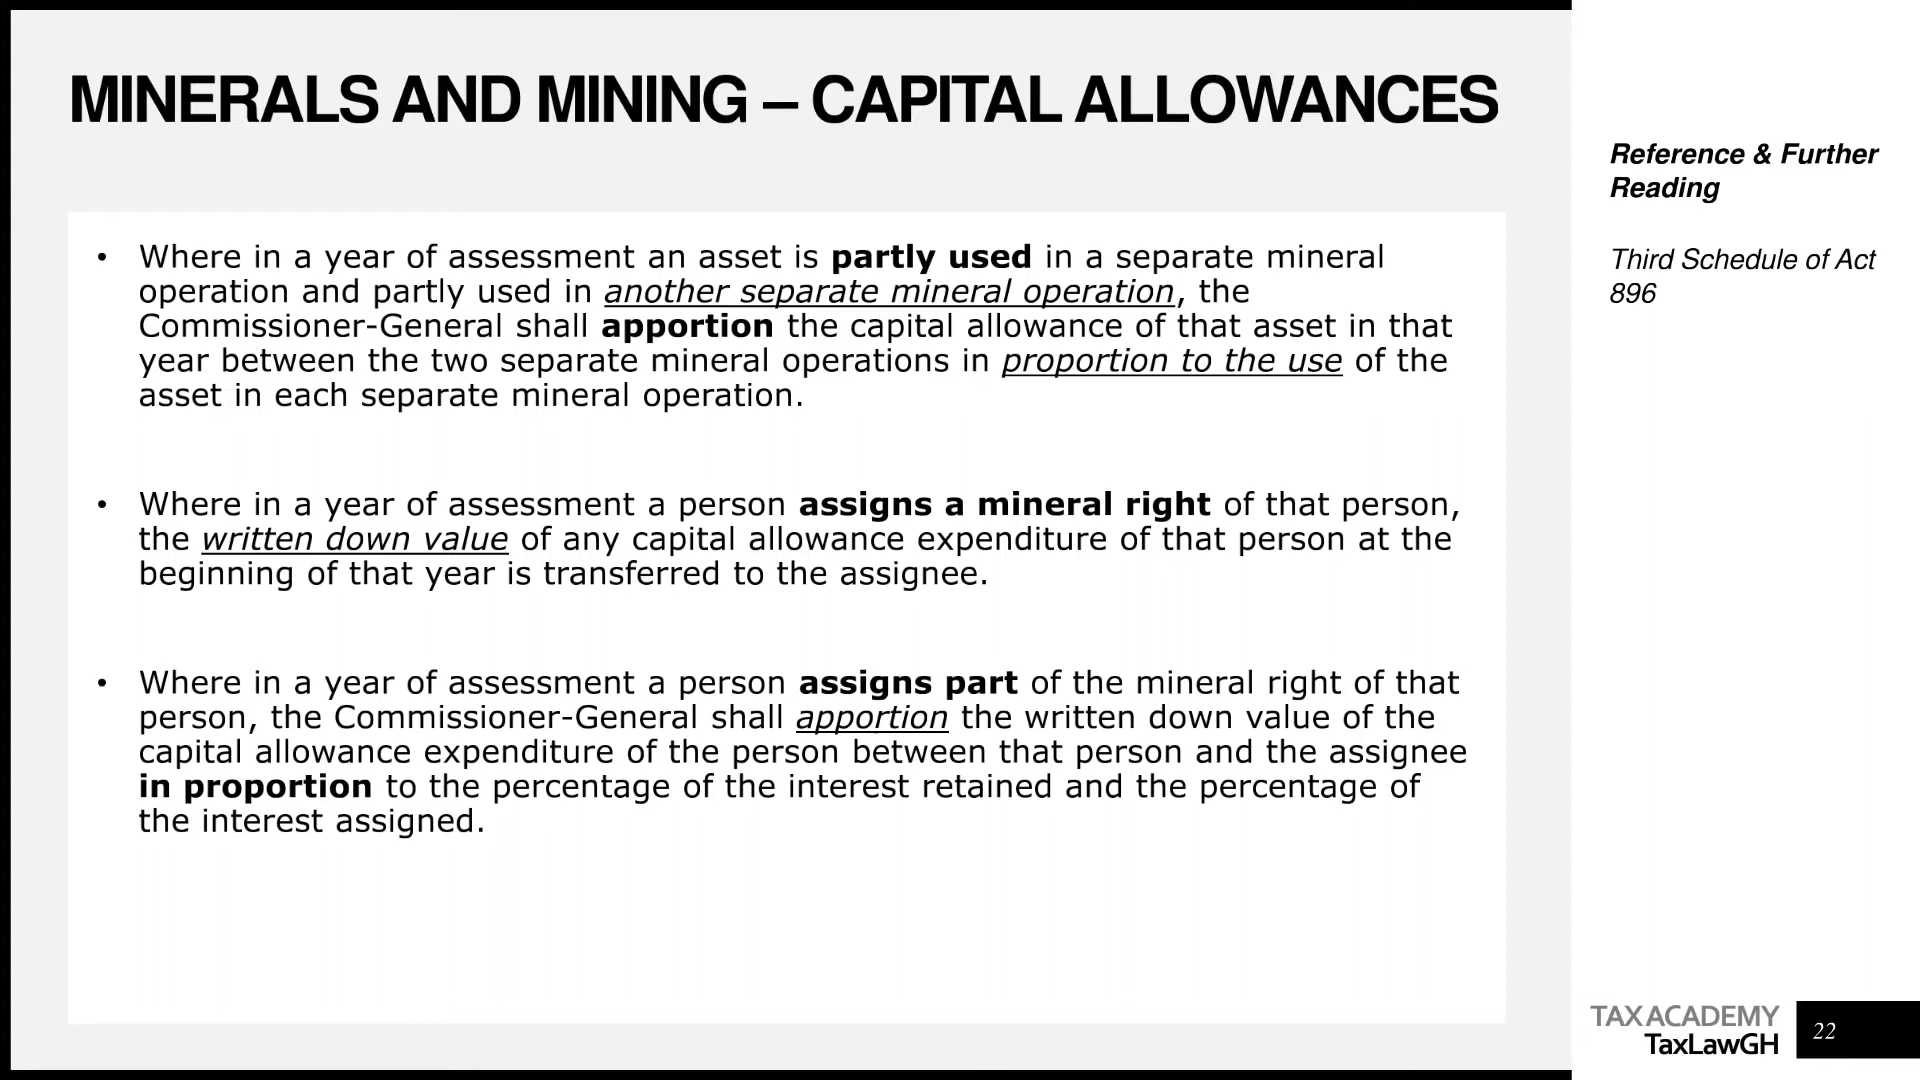 MINERALS AND MINING – CAPITAL ALLOWANCES
• Where in a year of assessment an asset is partly used in a separate mineral
operation and partly used in another separate mineral operation, the
Commissioner-General shall apportion the capital allowance of that asset in that
year between the two separate mineral operations in proportion to the use of the
asset in each separate mineral operation.
• Where in a year of assessment a person assigns a mineral right of that person,
the written down value of any capital allowance expenditure of that person at the
beginning of that year is transferred to the assignee.
• Where in a year of assessment a person assigns part of the mineral right of that
person, the Commissioner-General shall apportion the written down value of the
capital allowance expenditure of the person between that person and the assignee
in proportion to the percentage of the interest retained and the percentage of
the interest assigned.
Reference & Further
Reading
Third Schedule of Act
896
TAX ACADEMY
TaxLawGH
22